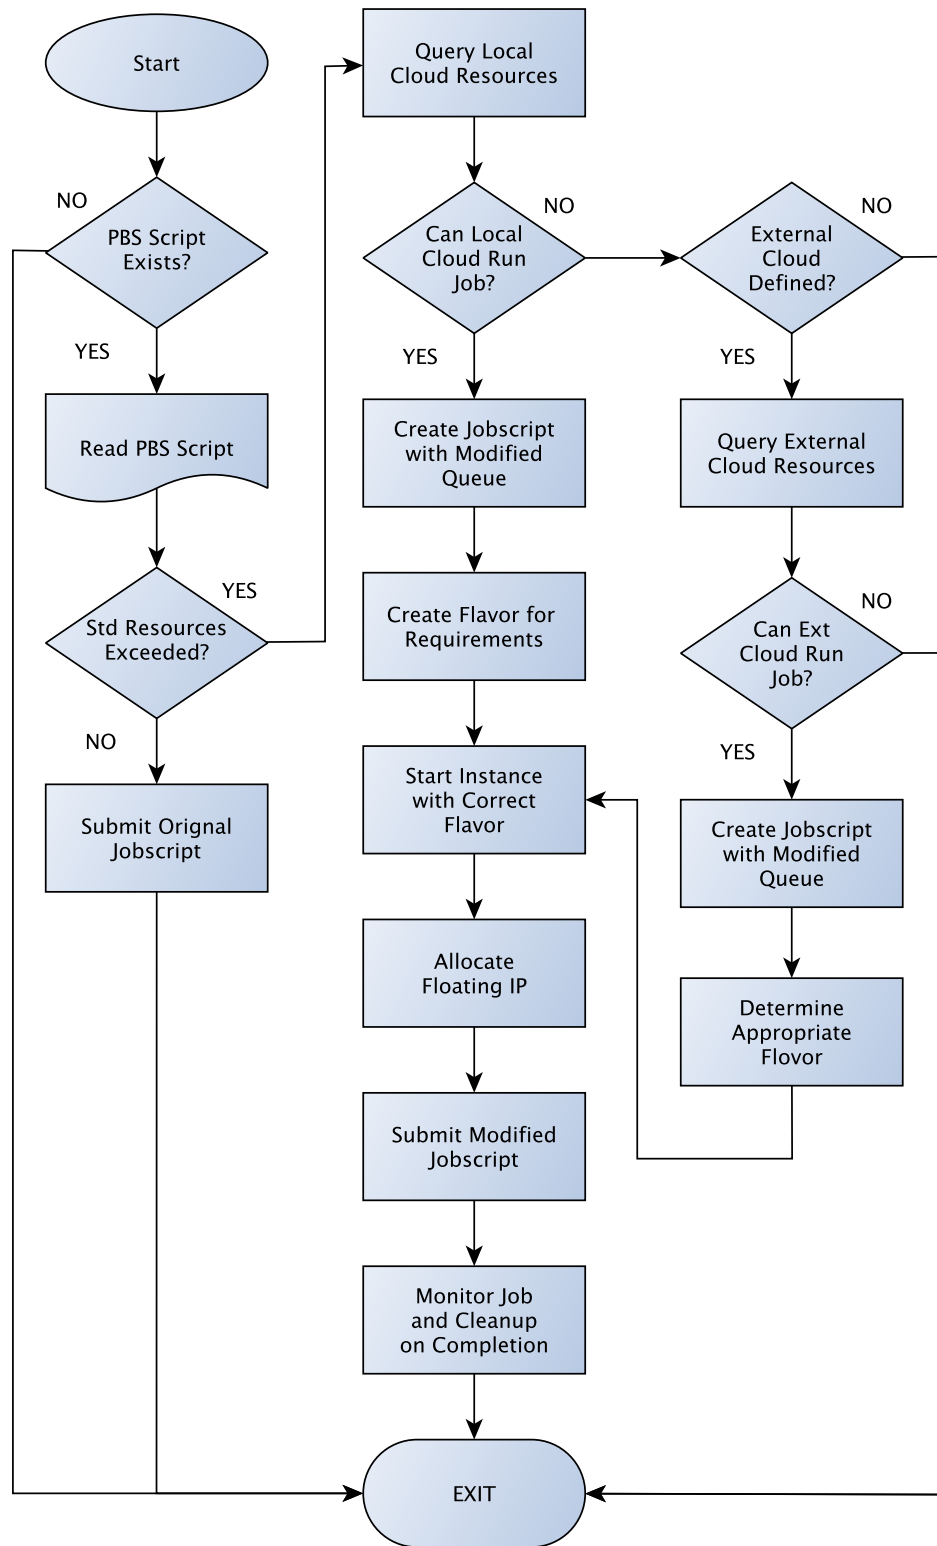 Start
NO
PBS Script
Exists?
YES
Read PBS Script
YES
Std Resources
Exceeded?
NO
Submit Orignal
Jobscript
Query Local
Cloud Resources
NO
Can Local
Cloud Run
Job?
YES
Create Jobscript
with Modified
Queue
Create Flavor for
Requirements
Start Instance
with Correct
Flavor
Allocate
Floating IP
Submit Modified
Jobscript
Monitor Job
and Cleanup
on Completion
EXIT
NO
External
Cloud
Defined?
YES
Query External
Cloud Resources
NO
Can Ext
Cloud Run
Job?
YES
Create Jobscript
with Modified
Queue
Determine
Appropriate
Flovor